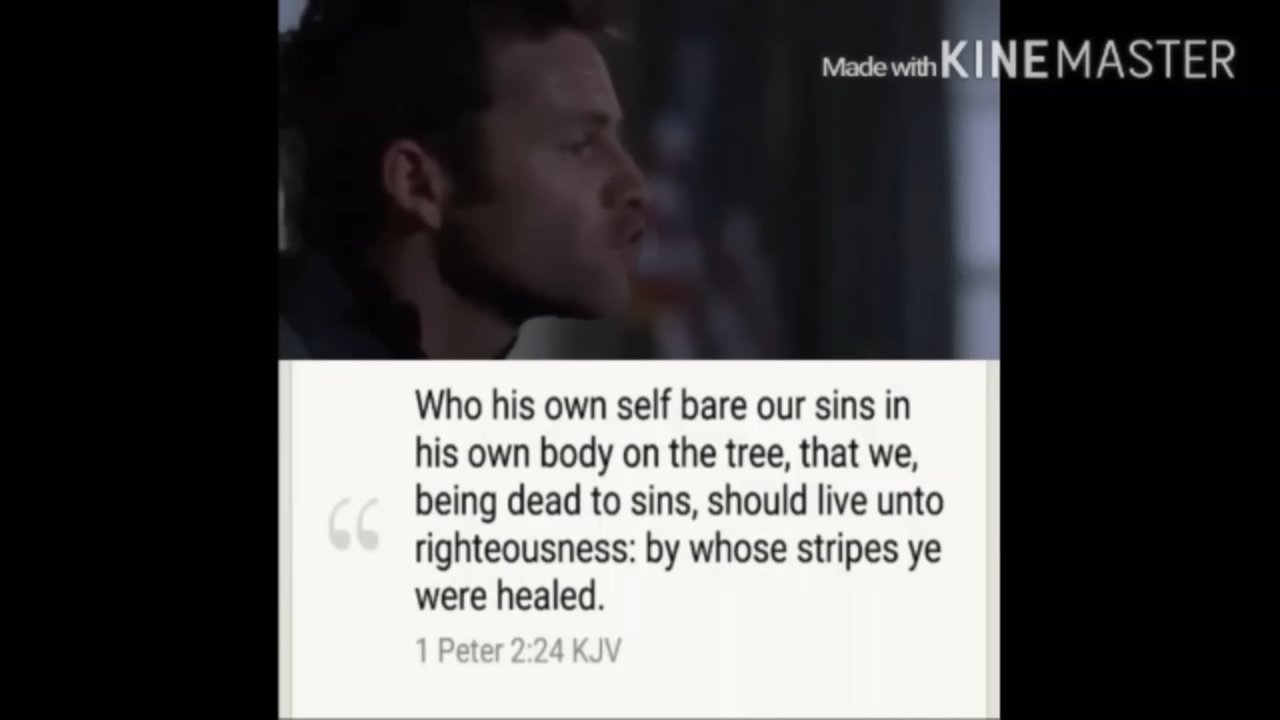 Made with KINEMASTER
Who his own self bare our sins in
his own body on the tree, that we,
being dead to sins, should live unto
righteousness: by whose stripes ye
were healed.
1 Peter 2:24 KJV